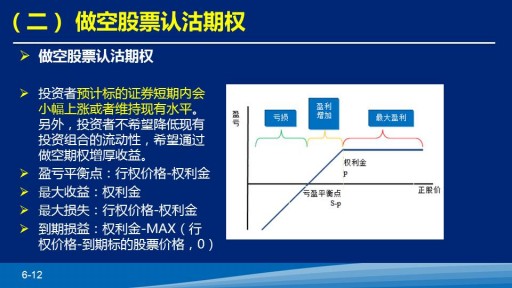 （二） 做空股票认沽期权
➢ 做空股票认沽期权
➢ 投资者预计标的证券短期内会
小幅上涨或者维持现有水平。
另外，投资者不希望降低现有
投资组合的流动性，希望通过
做空期权增厚收益。
➢ 盈亏平衡点：行权价格-权利金
➢ 最大收益：权利金
➢ 最大损失：行权价格-权利金
➢ 到期损益：权利金-MAX（行
权价格-到期标的股票价格，0）
盈亏
亏损
盈利
增加
最大盈利
权利金
P
正股价
亏盈平衡点
S-p
6-12